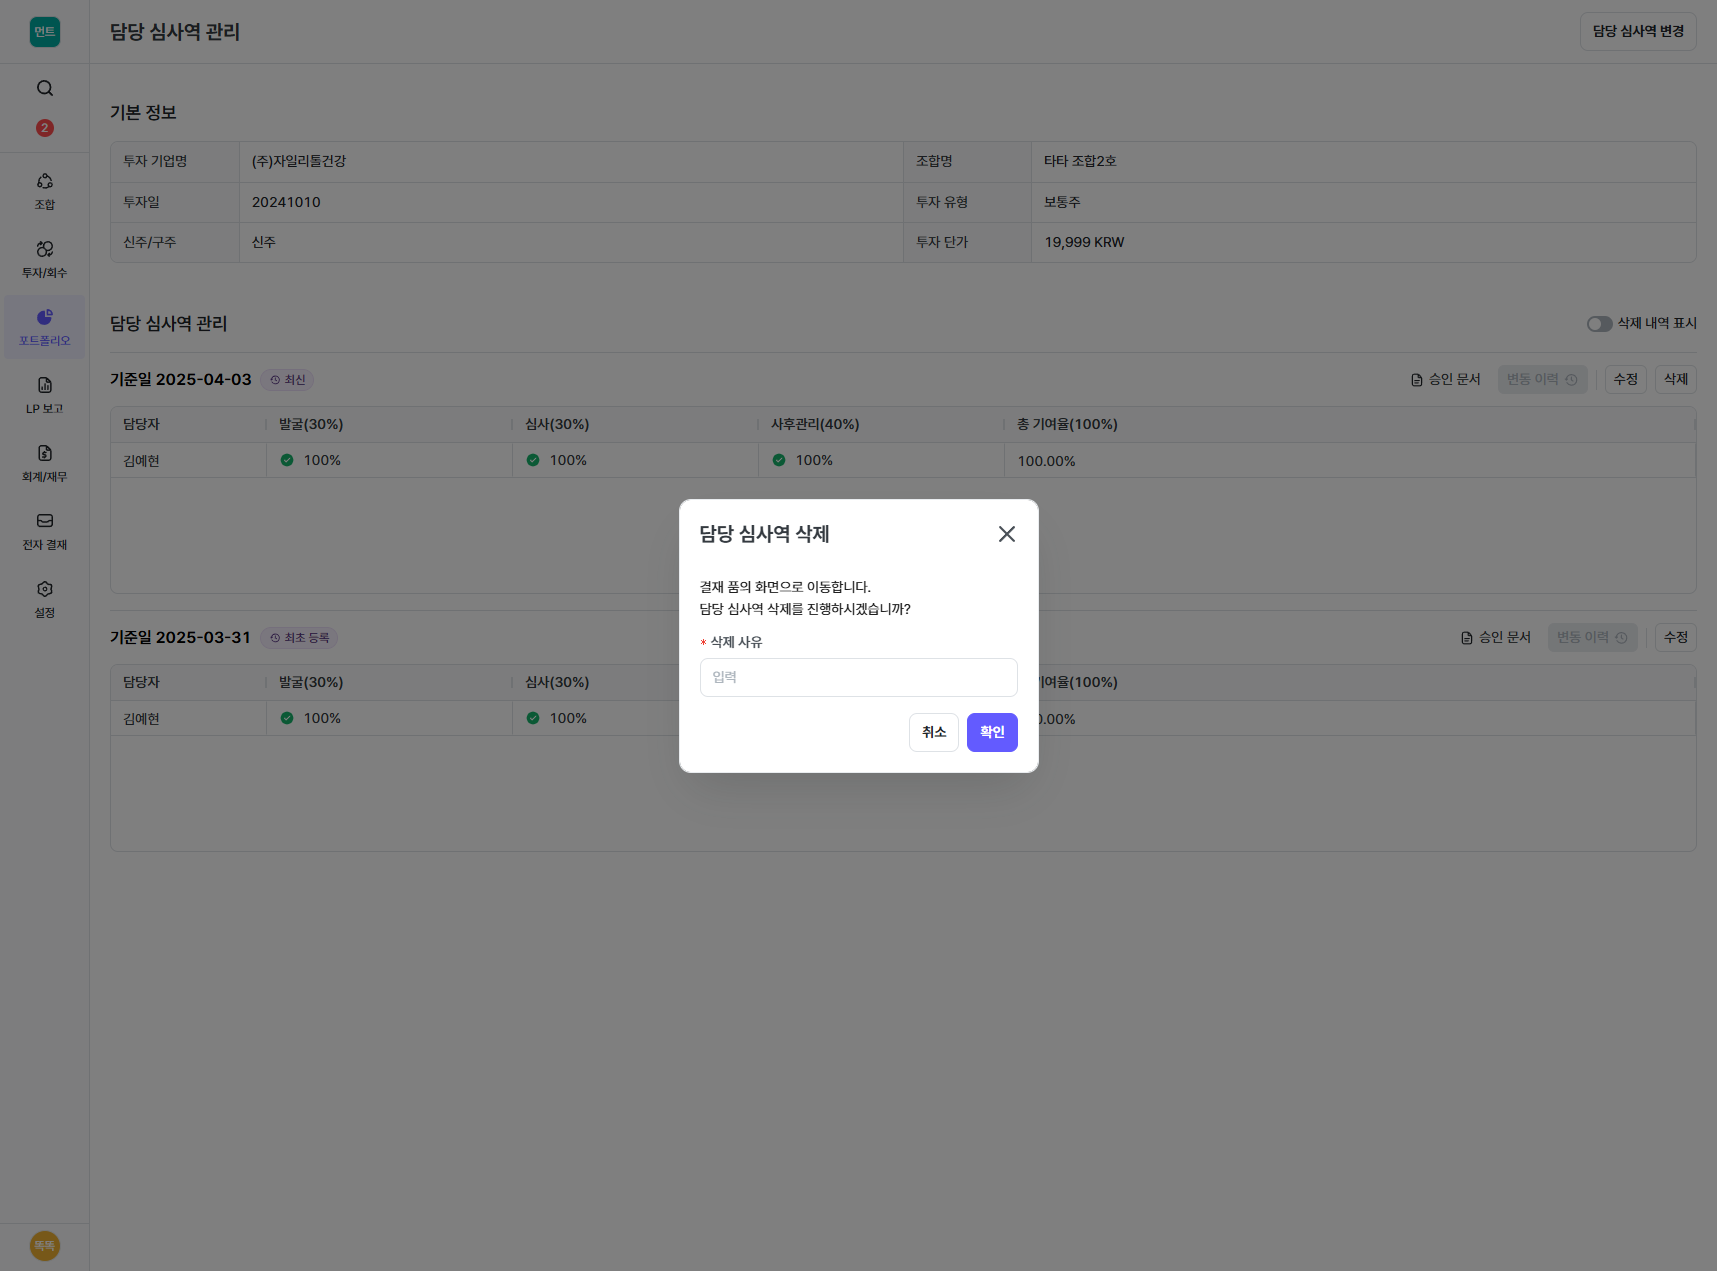 먼트
담당 심사역 관리
담당 심사역 변경
2
조합
투자/회수
포트폴리오
LP 보고
회계/재무
전자 결재
설정
똑똑
기본 정보
투자 기업명 (주)자일리톨건강 조합명 타타 조합2호
투자일 20241010 투자 유형 보통주
신주/구주 신주 투자 단가 19,999 KRW
담당 심사역 관리
삭제 내역 표시
기준일 2025-04-03 최신 승인 문서 변동 이력 수정 삭제
담당자 발굴(30%) 심사(30%) 사후관리(40%) 총 기여율(100%)
김예현 100% 100% 100% 100.00%
담당 심사역 삭제
결재 품의 화면으로 이동합니다.
담당 심사역 삭제를 진행하시겠습니까?
* 삭제 사유
입력
취소 확인
기준일 2025-03-31 최초 등록 승인 문서 변동 이력 수정
담당자 발굴(30%) 심사(30%) 기여율(100%)
김예현 100% 100% 0.00%